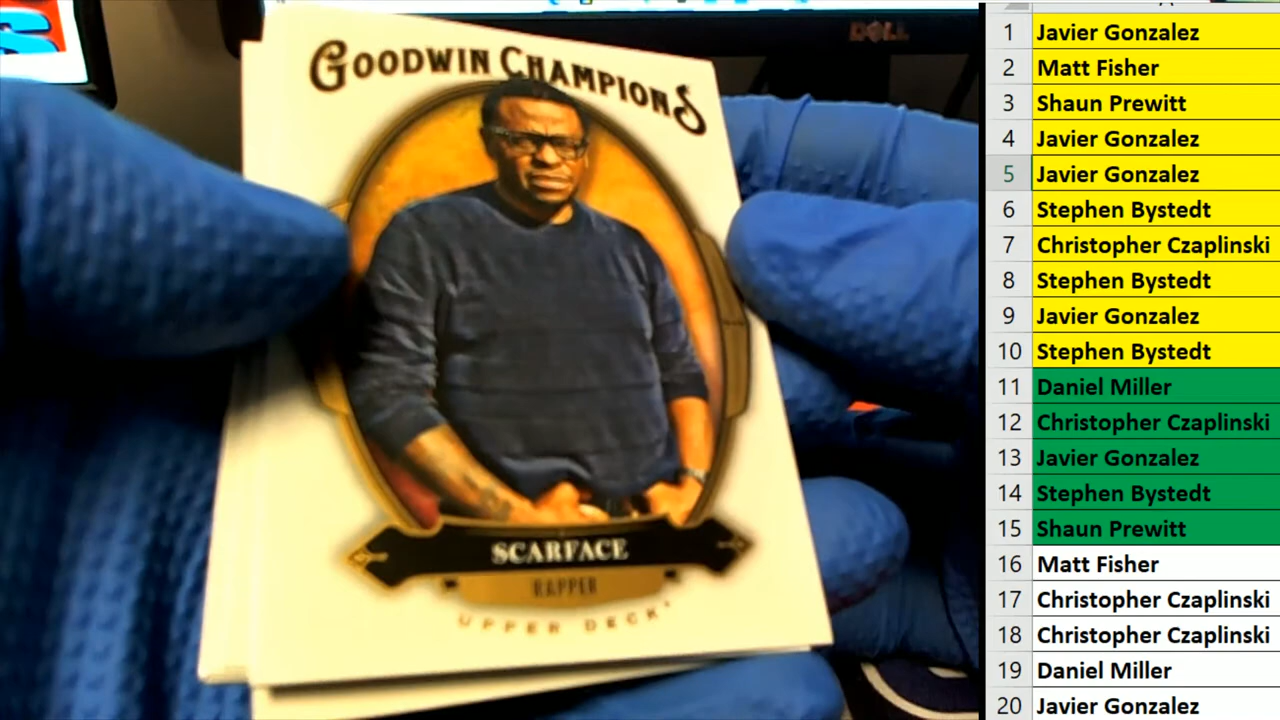 DELL
GOODWIN CHAMPIONS
SCARFACE
RAPPER
UPPER DECK
1 Javier Gonzalez
2 Matt Fisher
3 Shaun Prewitt
4 Javier Gonzalez
5 Javier Gonzalez
6 Stephen Bystedt
7 Christopher Czaplinski
8 Stephen Bystedt
9 Javier Gonzalez
10 Stephen Bystedt
11 Daniel Miller
12 Christopher Czaplinski
13 Javier Gonzalez
14 Stephen Bystedt
15 Shaun Prewitt
16 Matt Fisher
17 Christopher Czaplinski
18 Christopher Czaplinski
19 Daniel Miller
20 Javier Gonzalez